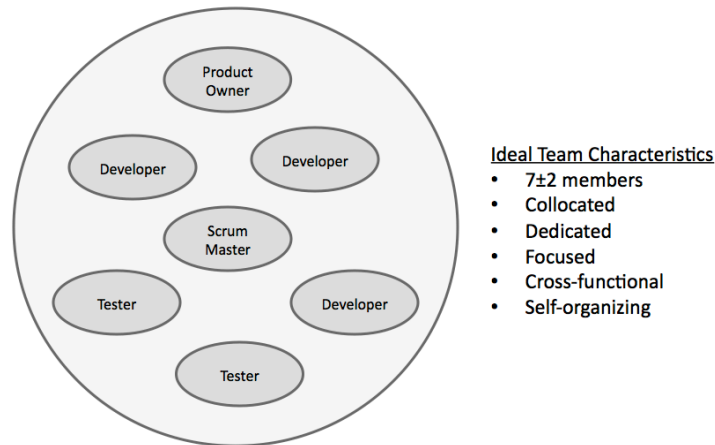 Product
Owner
Developer
Developer
Scrum
Master
Tester
Developer
Tester
Ideal Team Characteristics
• 7±2 members
• Collocated
• Dedicated
• Focused
• Cross-functional
• Self-organizing